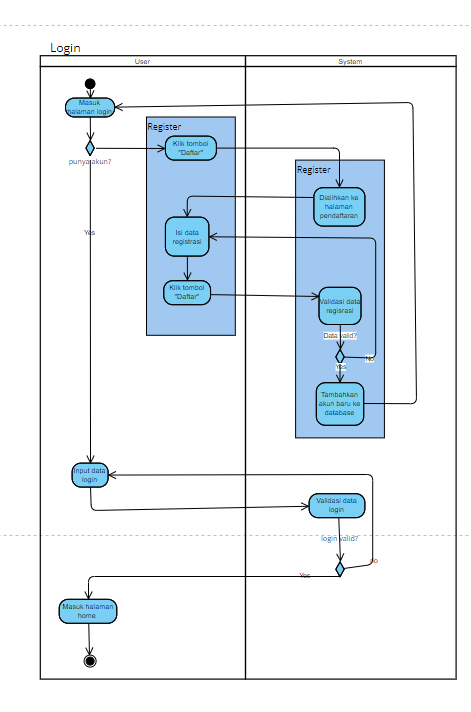 Login
User
System
Masuk
halaman login
punya akun?
Yes
Register
Klik tombol
"Daftar"
Register
Dialihkan ke
halaman
pendaftaran
Isi data
registrasi
Klik tombol
"Daftar"
Validasi data
regisrasi
Data valid?
No
Yes
Tambahkan
akun baru ke
database
Input data
login
Validasi data
login
login valid?
no
Yes
Masuk halaman
home